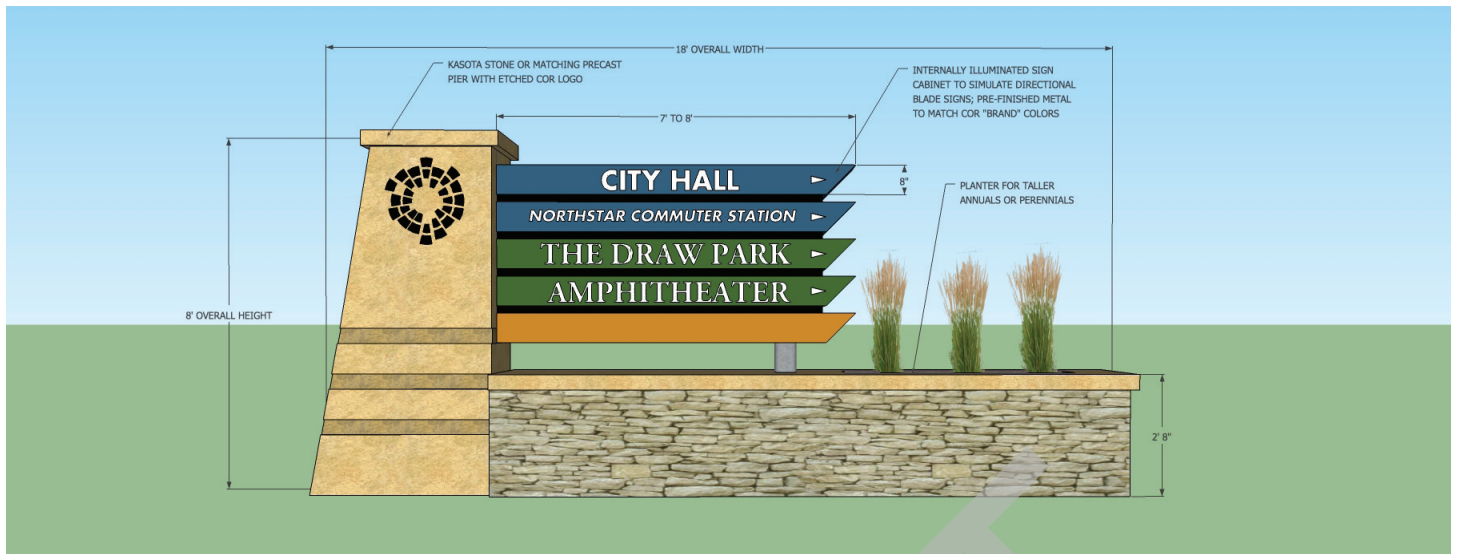 18' OVERALL WIDTH
KASOTA STONE OR MATCHING PRECAST
PIER WITH ETCHED COR LOGO
INTERNALLY ILLUMINATED SIGN
CABINET TO SIMULATE DIRECTIONAL
BLADE SIGNS; PRE-FINISHED METAL
TO MATCH COR "BRAND" COLORS
7' TO 8'
CITY HALL
8"
PLANTER FOR TALLER
ANNUALS OR PERENNIALS
NORTHSTAR COMMUTER STATION
THE DRAW PARK
AMPHITHEATER
8' OVERALL HEIGHT
2' 8"